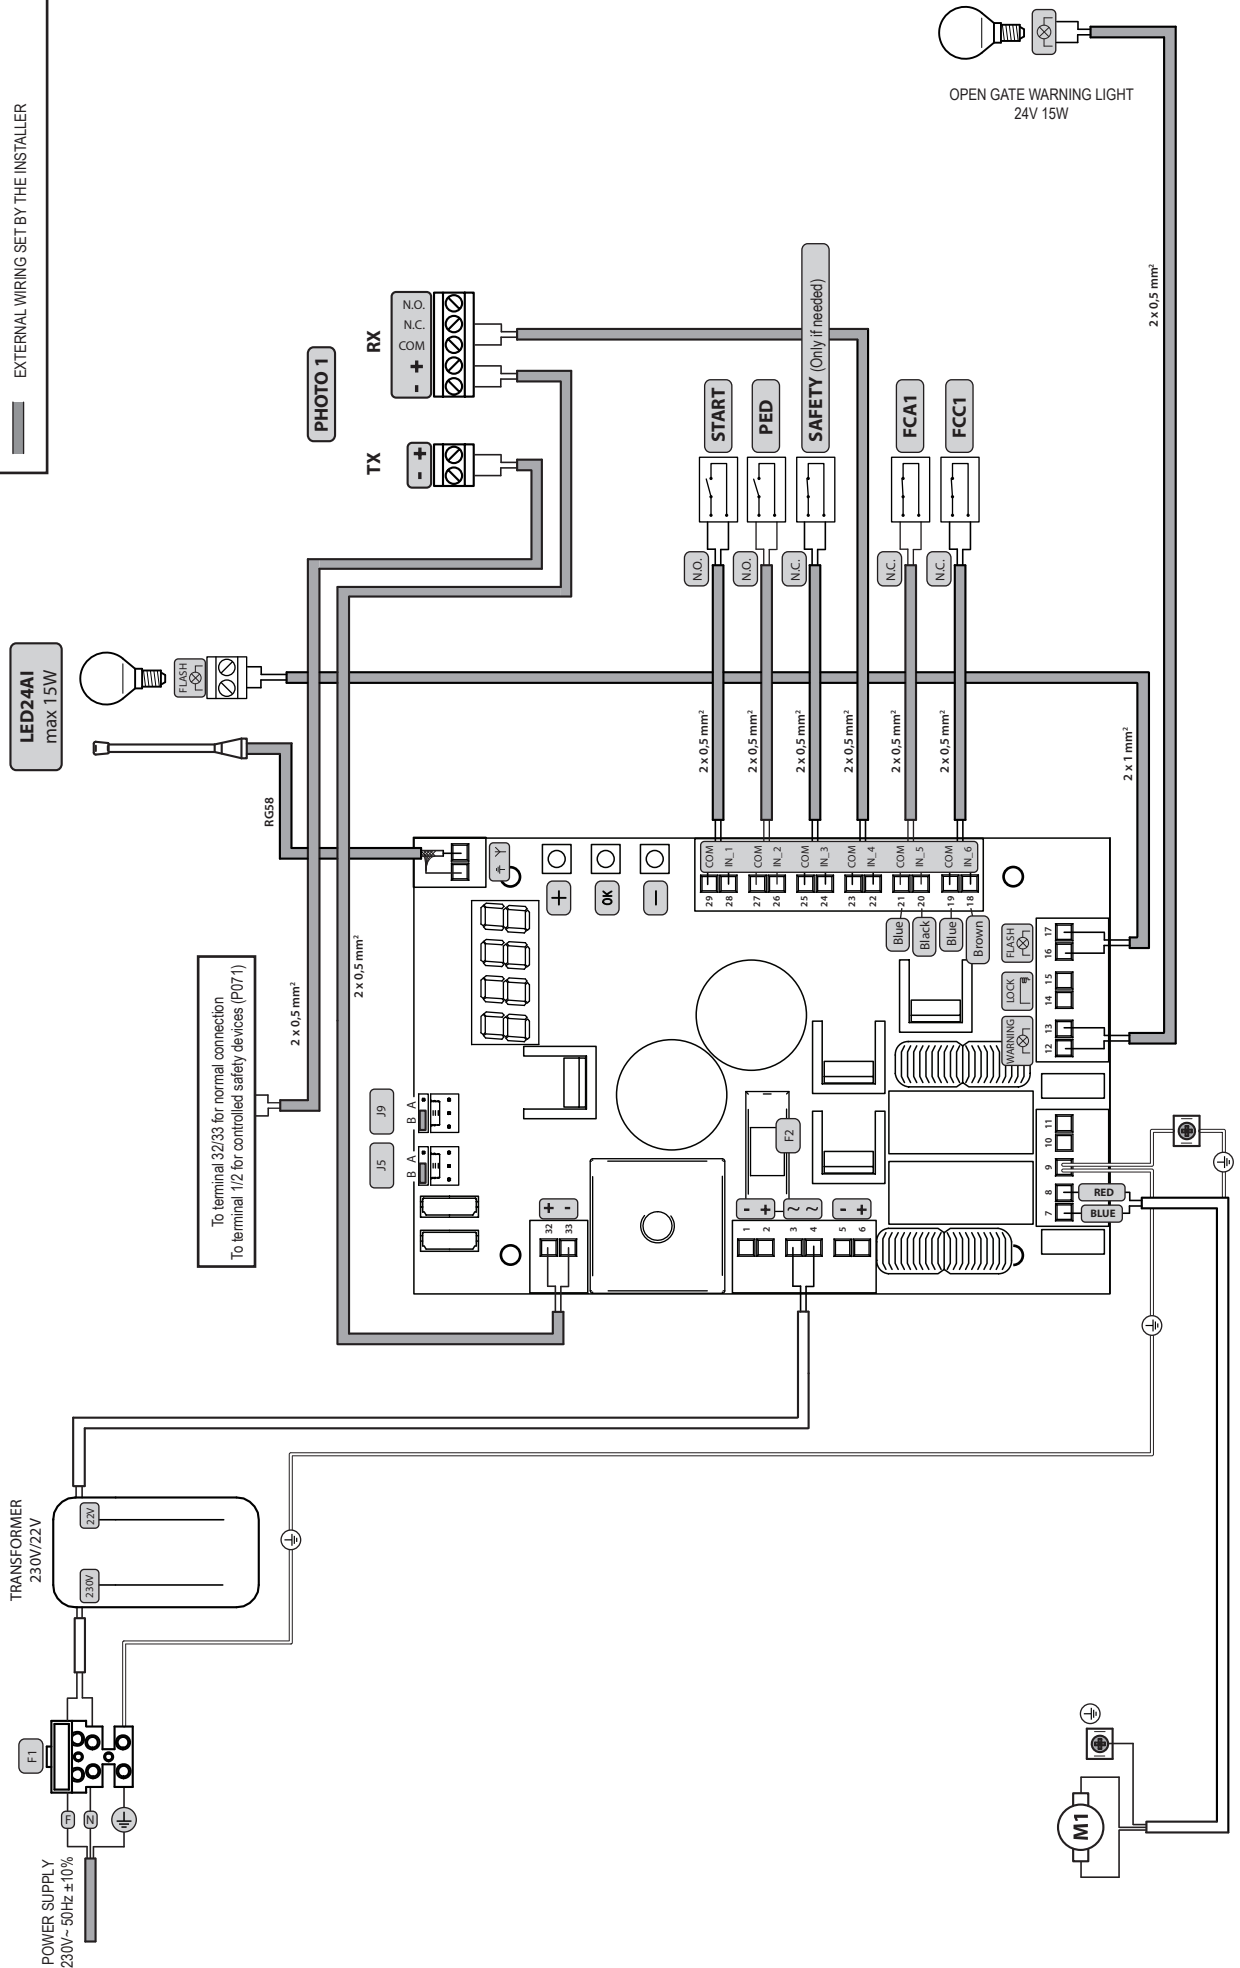 EXTERNAL WIRING SET BY THE INSTALLER
POWER SUPPLY
230V~ 50Hz ±10%
F
N
F1
TRANSFORMER
230V/22V
230V
22V
To terminal 32/33 for normal connection
To terminal 1/2 for controlled safety devices (P071)
2 x 0,5 mm²
2 x 0,5 mm²
RG58
LED24AI
max 15W
FLASH
PHOTO 1
TX
- +
RX
- + COM N.C. N.O.
OPEN GATE WARNING LIGHT
24V 15W
J5
B A
J9
B A
+
OK
-
32 +
33 -
1 -
2 +
3 ~
4 ~
5 -
6 +
F2
29 COM
28 IN_1
27 COM
26 IN_2
25 COM
24 IN_3
23 COM
22 IN_4
21 COM
20 IN_5
19 COM
18 IN_6
Blue
Black
Blue
Brown
2 x 0,5 mm²
2 x 0,5 mm²
2 x 0,5 mm²
2 x 0,5 mm²
2 x 0,5 mm²
2 x 0,5 mm²
N.O.
START
N.O.
PED
N.C.
SAFETY (Only if needed)
N.C.
FCA1
N.C.
FCC1
WARNING
LOCK
FLASH
7 8 9 10 11
12 13 14 15 16 17
BLUE
RED
2 x 1 mm²
2 x 0,5 mm²
M1